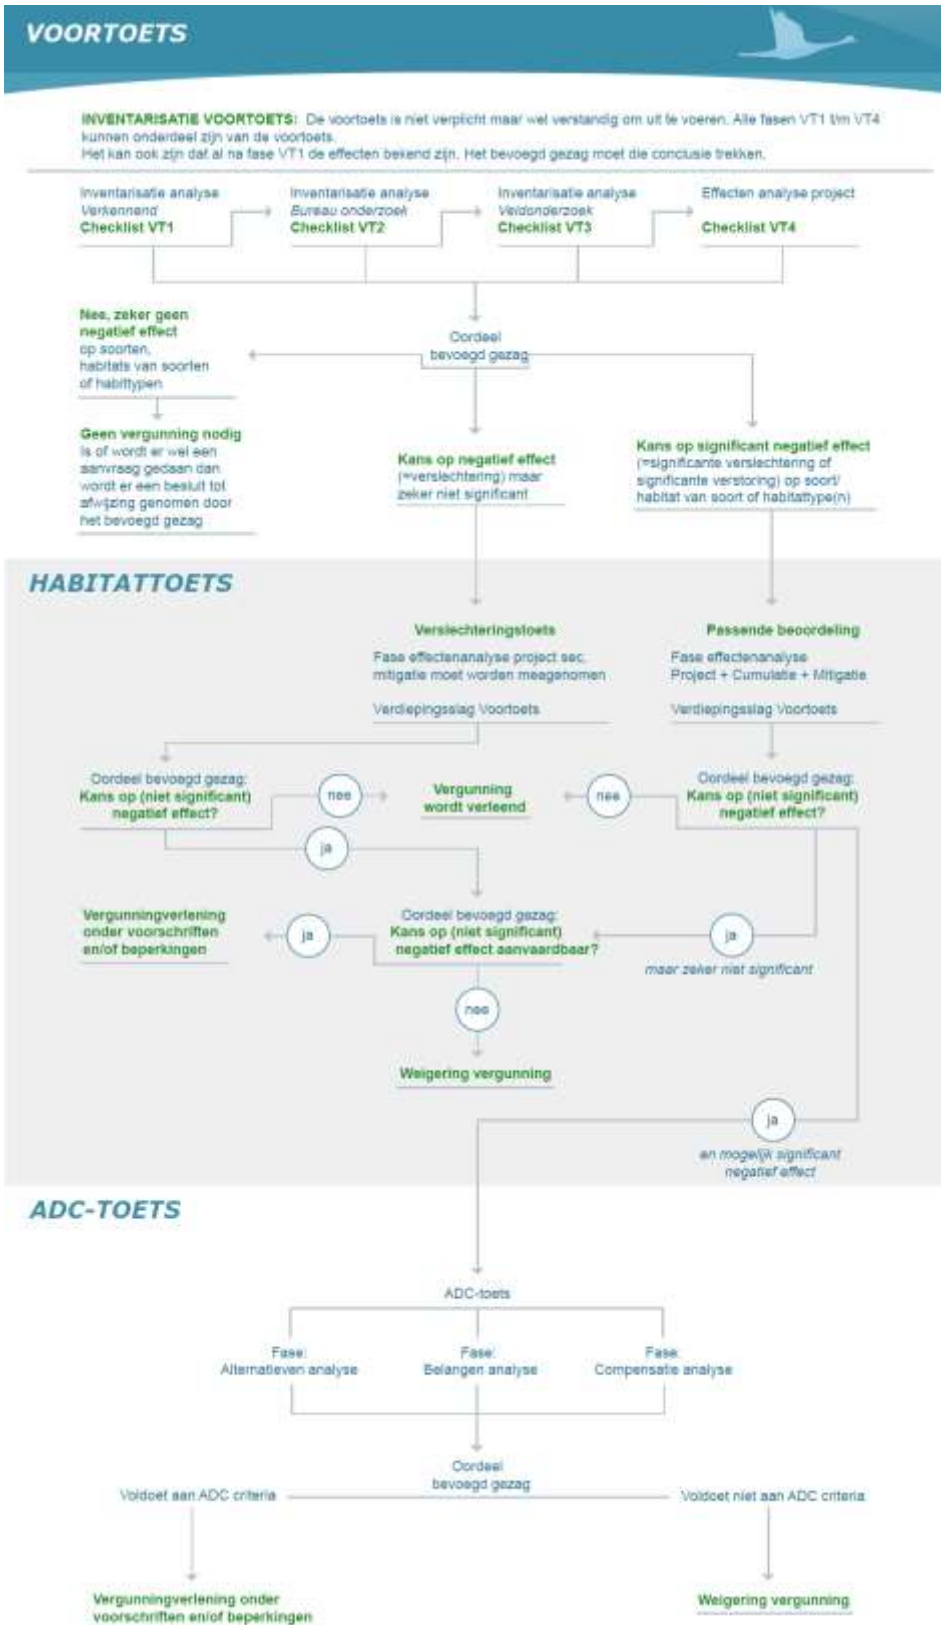 VOORTOETS
INVENTARISATIE VOORTOETS: De voortoets is niet verplicht maar wel verstandig om uit te voeren. Alle fasen VT1 t/m VT4
kunnen onderdeel zijn van de voortoets.
Het kan ook zijn dat al na fase VT1 de effecten bekend zijn. Het bevoegd gezag moet die conclusie trekken.
Inventarisatie analyse
Verkennend
Checklist VT1
Inventarisatie analyse
Bureau onderzoek
Checklist VT2
Inventarisatie analyse
Veldonderzoek
Checklist VT3
Effecten analyse project
Checklist VT4
Nee, zeker geen
negatief effect
op soorten,
habitats van soorten
of habittypen
Oordeel
bevoegd gezag
Geen vergunning nodig
Is of wordt er wel een
aanvraag gedaan dan
wordt er een besluit tot
afwijzing genomen door
het bevoegd gezag
Kans op negatief effect
(=verslechtering) maar
zeker niet significant
Kans op significant negatief effect
(=significante verslechtering of
significante verstoring) op soort/
habitat van soort of habitattype(n)
HABITATTOETS
Verslechteringstoets
Fase effectenanalyse project sec,
mitigatie moet worden meegenomen
Verdiepingsslag Voortoets
Passende beoordeling
Fase effectenanalyse
Project + Cumulatie + Mitigatie
Verdiepingsslag Voortoets
Oordeel bevoegd gezag:
Kans op (niet significant)
negatief effect?
nee
Vergunning
wordt verleend
nee
Oordeel bevoegd gezag:
Kans op (niet significant)
negatief effect?
ja
Vergunningverlening
onder voorschriften
en/of beperkingen
ja
Oordeel bevoegd gezag:
Kans op (niet significant)
negatief effect aanvaardbaar?
ja
maar zeker niet significant
nee
Weigering vergunning
ja
en mogelijk significant
negatief effect
ADC-TOETS
ADC-toets
Fase:
Alternatieven analyse
Fase:
Belangen analyse
Fase:
Compensatie analyse
Oordeel
bevoegd gezag
Voldoet aan ADC criteria
Voldoet niet aan ADC criteria
Vergunningverlening onder
voorschriften en/of beperkingen
Weigering vergunning